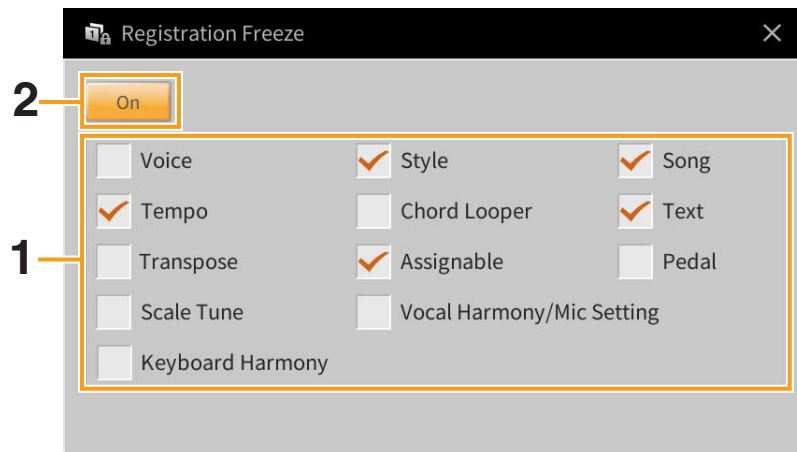 Registration Freeze
2
On
Voice Style Song
Tempo Chord Looper Text
1
Transpose Assignable Pedal
Scale Tune Vocal Harmony/Mic Setting
Keyboard Harmony